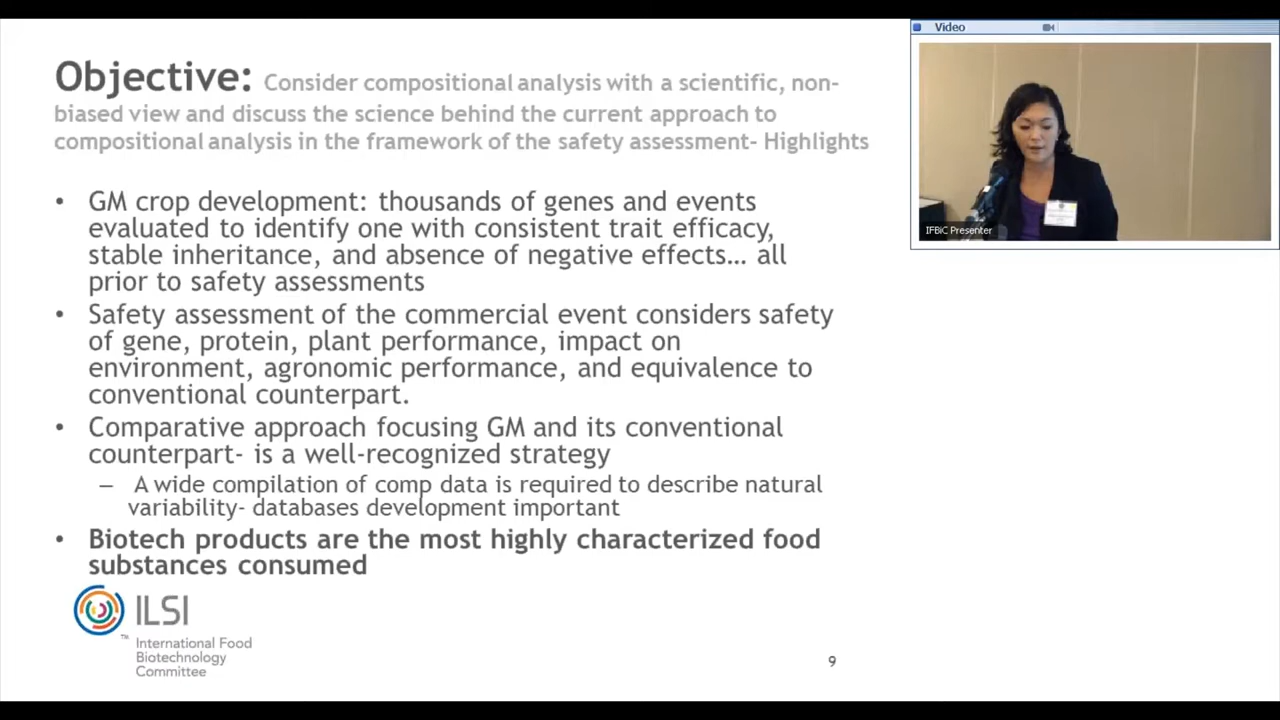 Objective: Consider compositional analysis with a scientific, non-
biased view and discuss the science behind the current approach to
compositional analysis in the framework of the safety assessment- Highlights
• GM crop development: thousands of genes and events
evaluated to identify one with consistent trait efficacy,
stable inheritance, and absence of negative effects... all
prior to safety assessments
• Safety assessment of the commercial event considers safety
of gene, protein, plant performance, impact on
environment, agronomic performance, and equivalence to
conventional counterpart.
• Comparative approach focusing GM and its conventional
counterpart- is a well-recognized strategy
– A wide compilation of comp data is required to describe natural
variability- databases development important
• Biotech products are the most highly characterized food
substances consumed
ILSI
™ International Food
Biotechnology
Committee
9
Video
IFBiC Presenter